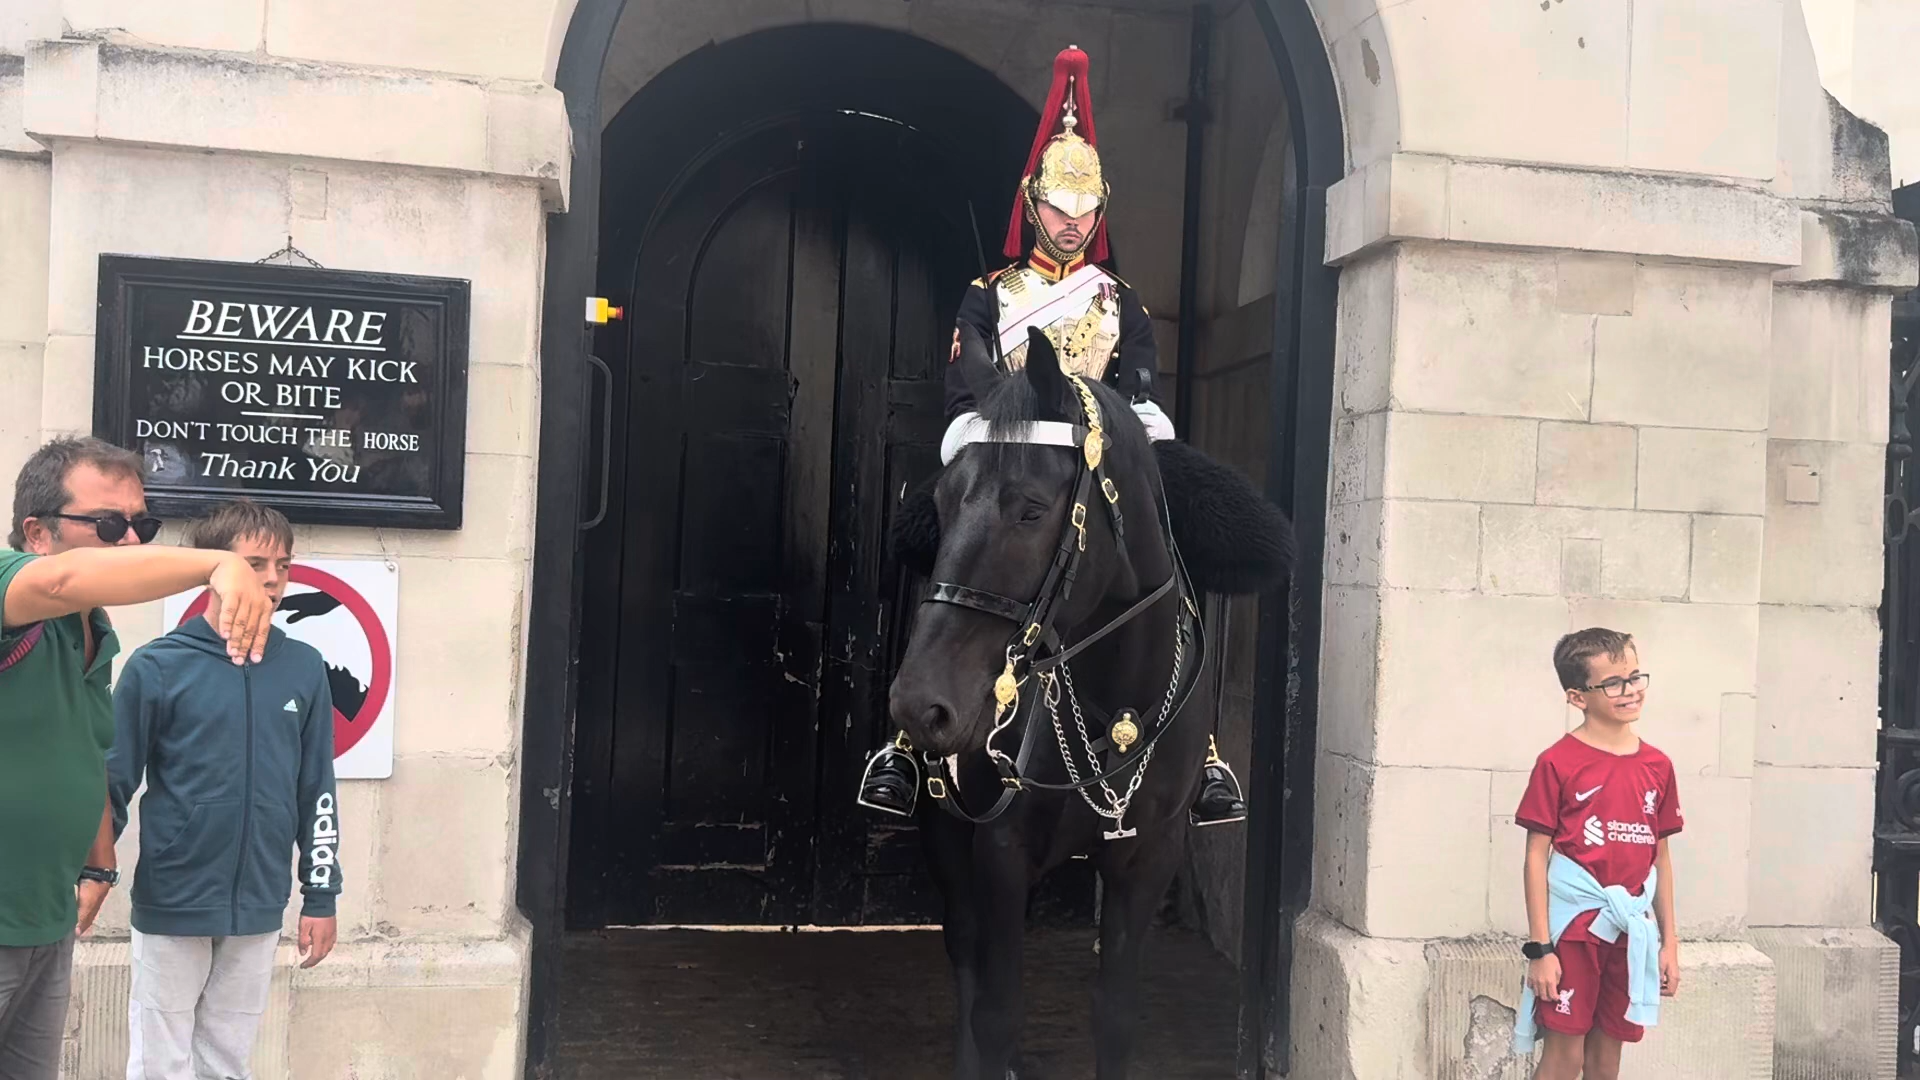 BEWARE
HORSES MAY KICK
OR BITE
DON'T TOUCH THE HORSE
Thank You
adidas
standard
chartered